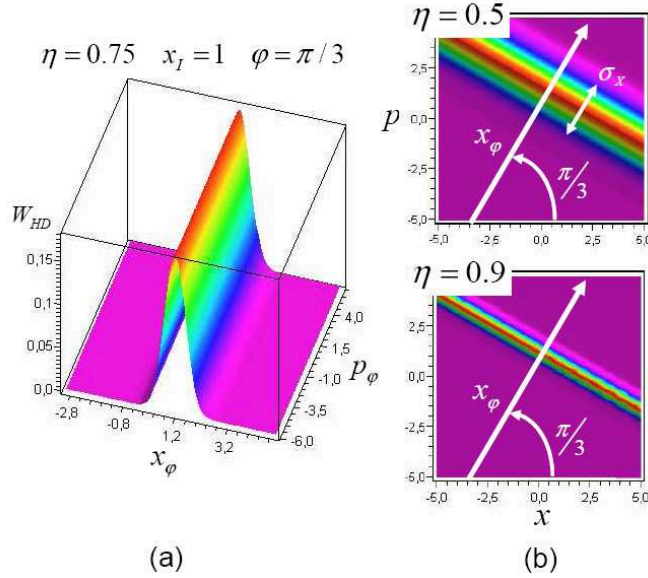 η = 0.75 x_I = 1 φ = π/3
W_HD
0,15
0,1
0,05
0,0
-2,8
-0,8
1,2
3,2
x_φ
4,0
1,5
-1,0
-3,5
-6,0
p_φ
(a)
η = 0.5
2,5
0,0
-2,5
-5,0
p
σ_x
x_φ
π/3
-5,0 -2,5 0,0 2,5 5,0
η = 0.9
2,5
0,0
-2,5
-5,0
x_φ
π/3
-5,0 -2,5 0,0 2,5 5,0
x
(b)